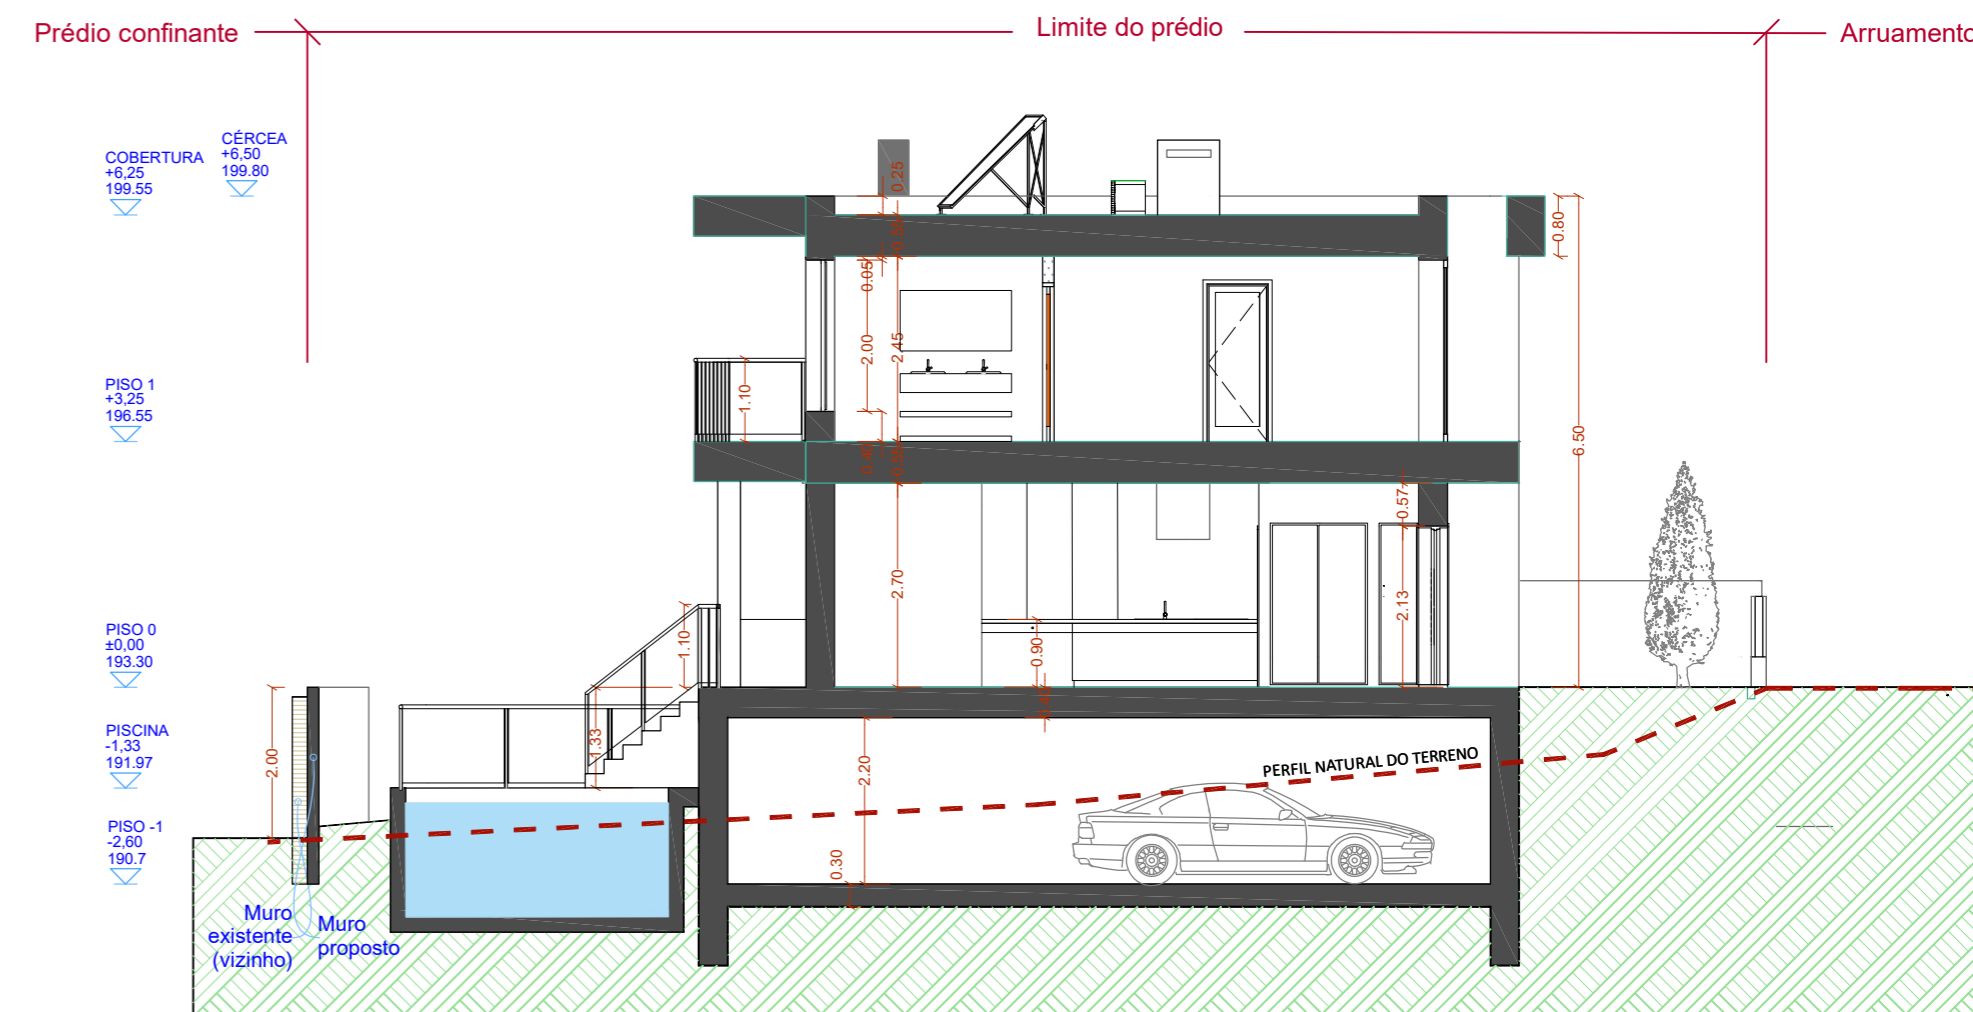 Prédio confinante
Limite do prédio
Arruamento
COBERTURA
+6,25
199.55
CÉRCEA
+6,50
199.80
PISO 1
+3,25
196.55
PISO 0
±0,00
193.30
PISCINA
-1,33
191.97
PISO -1
-2,60
190.7
0.25
0.80
0.05
2.00
2.45
1.10
0.40
0.55
6.50
0.57
2.70
2.13
1.10
0.90
1.33
2.00
2.20
0.30
PERFIL NATURAL DO TERRENO
Muro
existente
(vizinho)
Muro
proposto